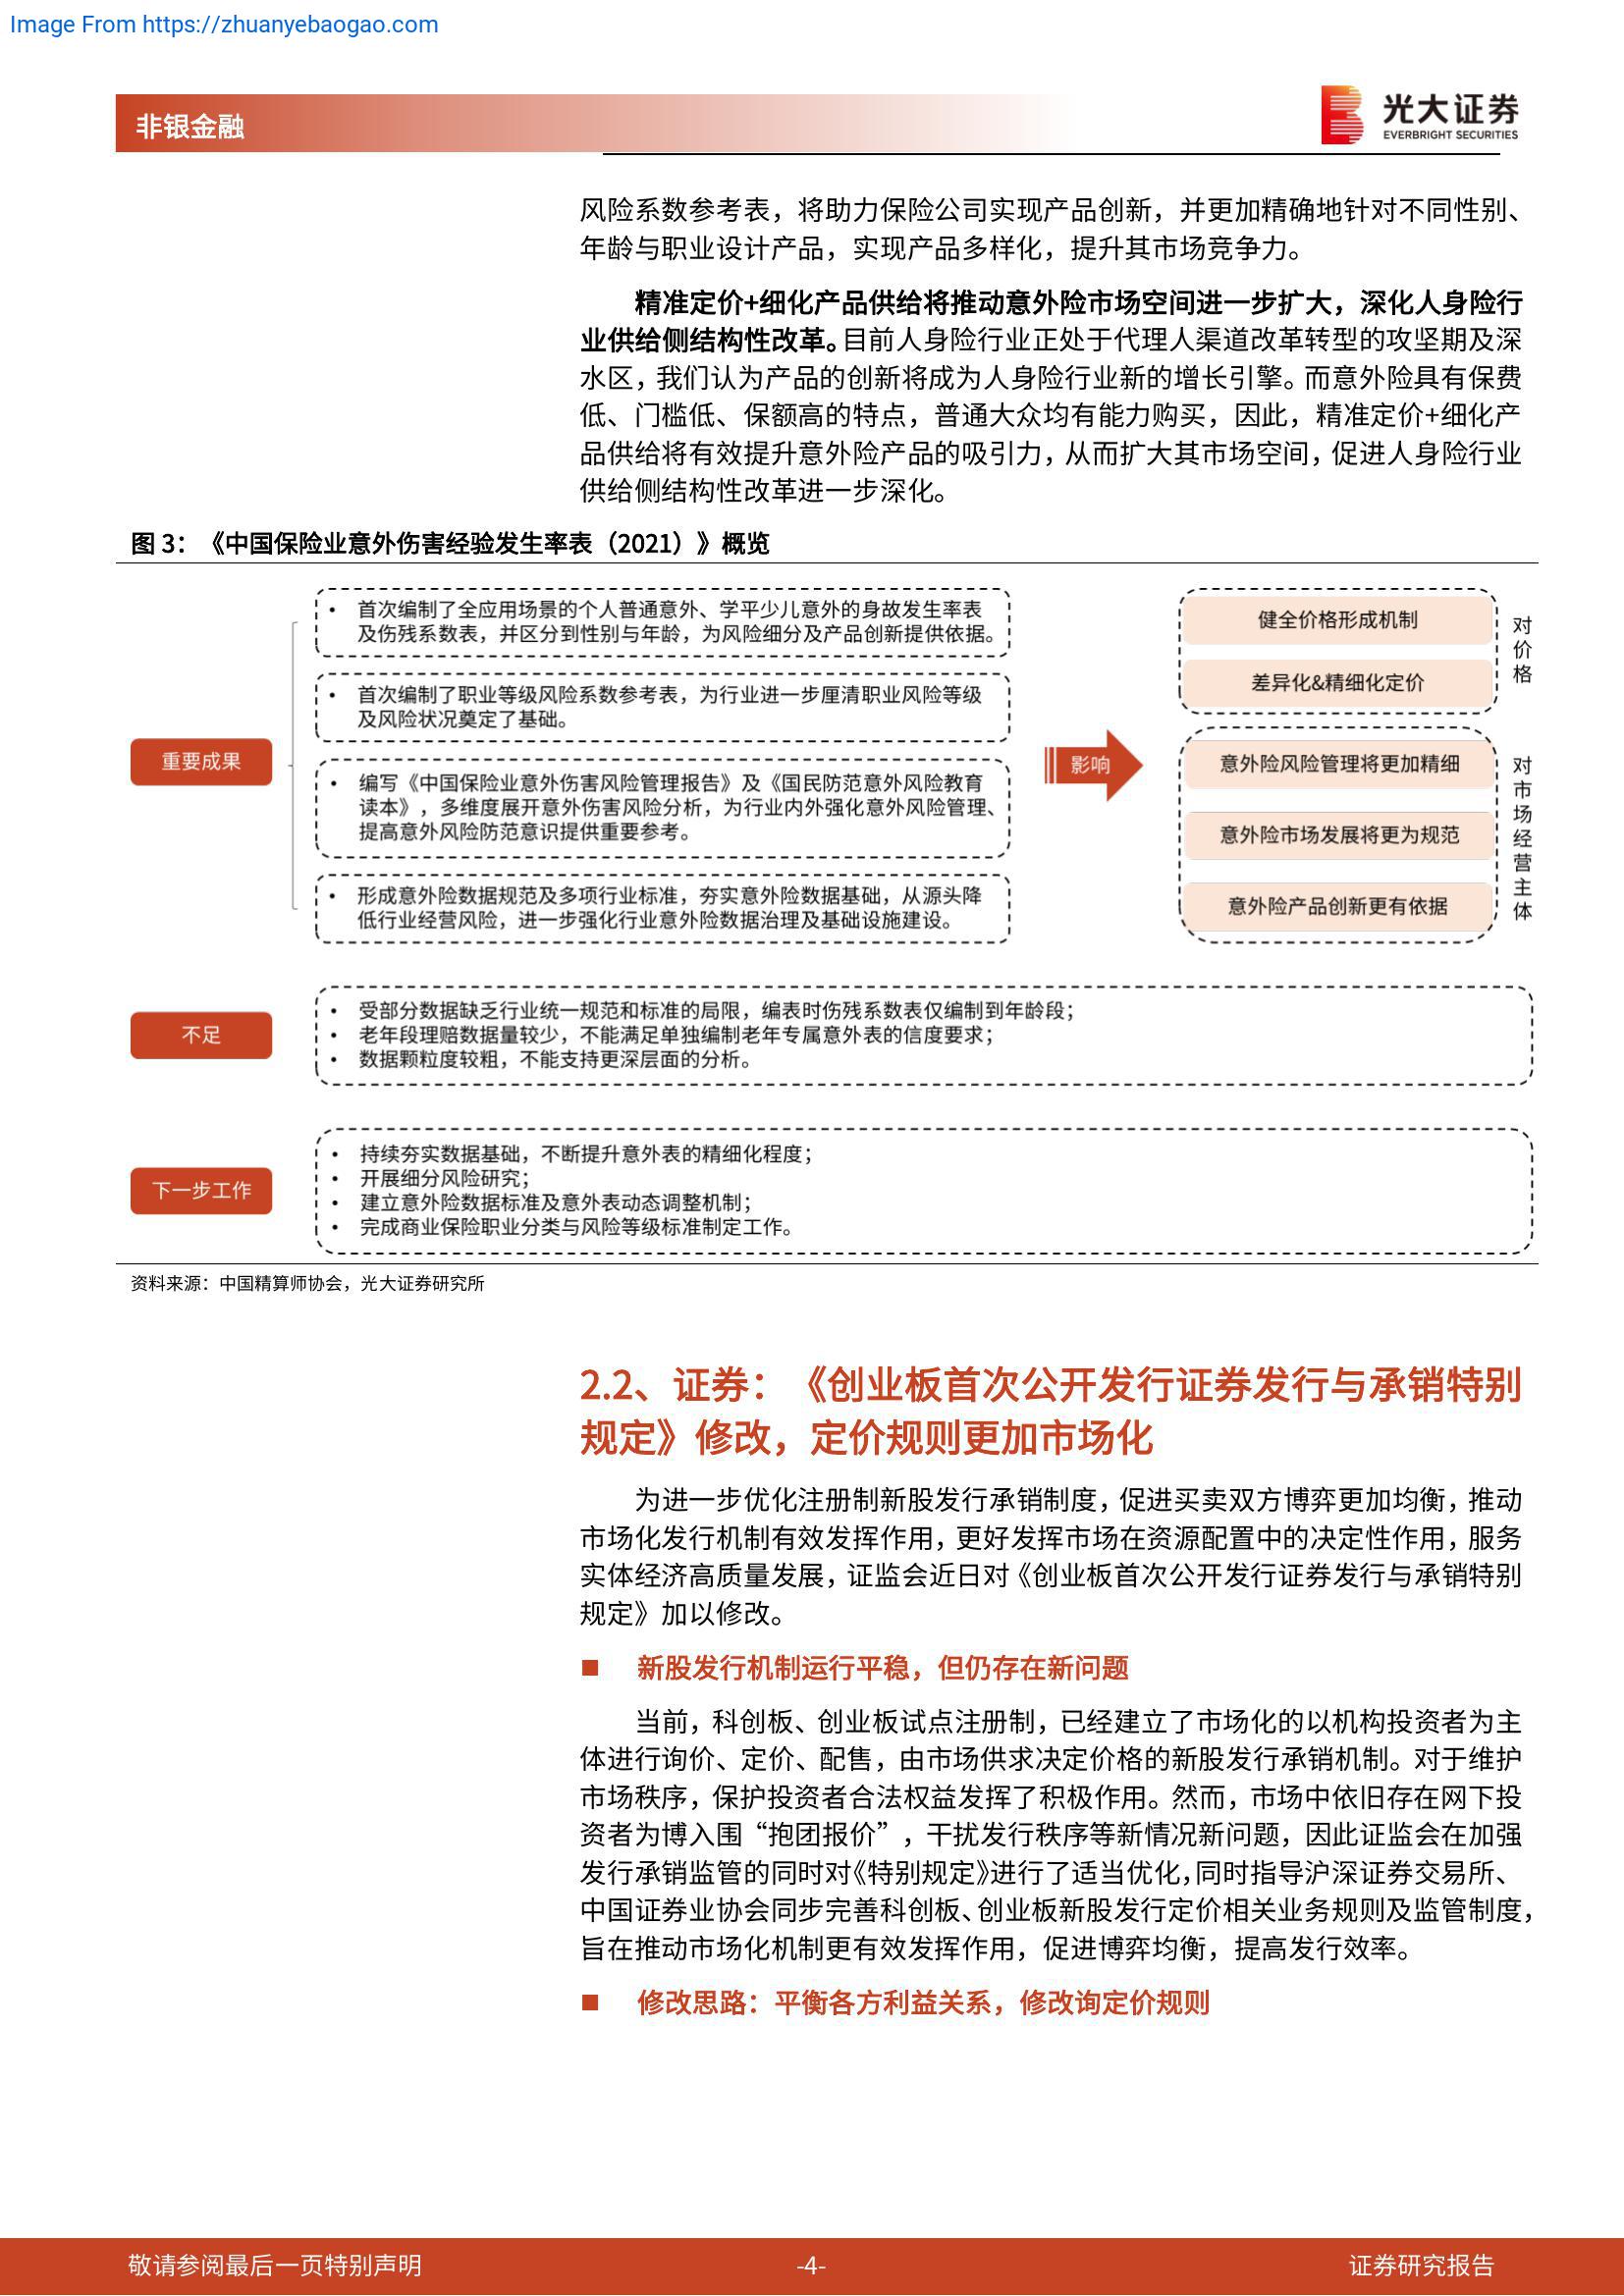 Image From https://zhuanyebaogao.com
非银金融
光大证券
EVERBRIGHT SECURITIES
风险系数参考表，将助力保险公司实现产品创新，并更加精确地针对不同性别、
年龄与职业设计产品，实现产品多样化，提升其市场竞争力。
精准定价+细化产品供给将推动意外险市场空间进一步扩大，深化人身险行
业供给侧结构性改革。目前人身险行业正处于代理人渠道改革转型的攻坚期及深
水区，我们认为产品的创新将成为人身险行业新的增长引擎。而意外险具有保费
低、门槛低、保额高的特点，普通大众均有能力购买，因此，精准定价+细化产
品供给将有效提升意外险产品的吸引力，从而扩大其市场空间，促进人身险行业
供给侧结构性改革进一步深化。
图 3：《中国保险业意外伤害经验发生率表（2021）》概览
重要成果
• 首次编制了全应用场景的个人普通意外、学平少儿意外的身故发生率表
及伤残系数表，并区分到性别与年龄，为风险细分及产品创新提供依据。
• 首次编制了职业等级风险系数参考表，为行业进一步厘清职业风险等级
及风险状况奠定了基础。
• 编写《中国保险业意外伤害风险管理报告》及《国民防范意外风险教育
读本》，多维度展开意外伤害风险分析，为行业内外强化意外风险管理、
提高意外风险防范意识提供重要参考。
• 形成意外险数据规范及多项行业标准，夯实意外险数据基础，从源头降
低行业经营风险，进一步强化行业意外险数据治理及基础设施建设。
影响
健全价格形成机制
差异化&精细化定价
对价格
意外险风险管理将更加精细
意外险市场发展将更为规范
意外险产品创新更有依据
对市场经营主体
不足
• 受部分数据缺乏行业统一规范和标准的局限，编表时伤残系数表仅编制到年龄段；
• 老年段理赔数据量较少，不能满足单独编制老年专属意外表的信度要求；
• 数据颗粒度较粗，不能支持更深层面的分析。
下一步工作
• 持续夯实数据基础，不断提升意外表的精细化程度；
• 开展细分风险研究；
• 建立意外险数据标准及意外表动态调整机制；
• 完成商业保险职业分类与风险等级标准制定工作。
资料来源：中国精算师协会，光大证券研究所
2.2、证券：《创业板首次公开发行证券发行与承销特别
规定》修改，定价规则更加市场化
为进一步优化注册制新股发行承销制度，促进买卖双方博弈更加均衡，推动
市场化发行机制有效发挥作用，更好发挥市场在资源配置中的决定性作用，服务
实体经济高质量发展，证监会近日对《创业板首次公开发行证券发行与承销特别
规定》加以修改。
■ 新股发行机制运行平稳，但仍存在新问题
当前，科创板、创业板试点注册制，已经建立了市场化的以机构投资者为主
体进行询价、定价、配售，由市场供求决定价格的新股发行承销机制。对于维护
市场秩序，保护投资者合法权益发挥了积极作用。然而，市场中依旧存在网下投
资者为博入围“抱团报价”，干扰发行秩序等新情况新问题，因此证监会在加强
发行承销监管的同时对《特别规定》进行了适当优化，同时指导沪深证券交易所、
中国证券业协会同步完善科创板、创业板新股发行定价相关业务规则及监管制度，
旨在推动市场化机制更有效发挥作用，促进博弈均衡，提高发行效率。
■ 修改思路：平衡各方利益关系，修改询定价规则
敬请参阅最后一页特别声明
-4-
证券研究报告